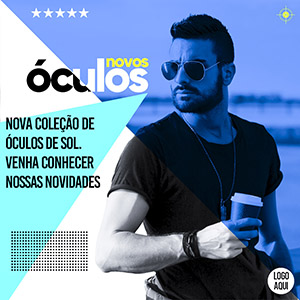 novos
óculos
NOVA COLEÇÃO DE
ÓCULOS DE SOL.
VENHA CONHECER
NOSSAS NOVIDADES
LOGO
AQUI